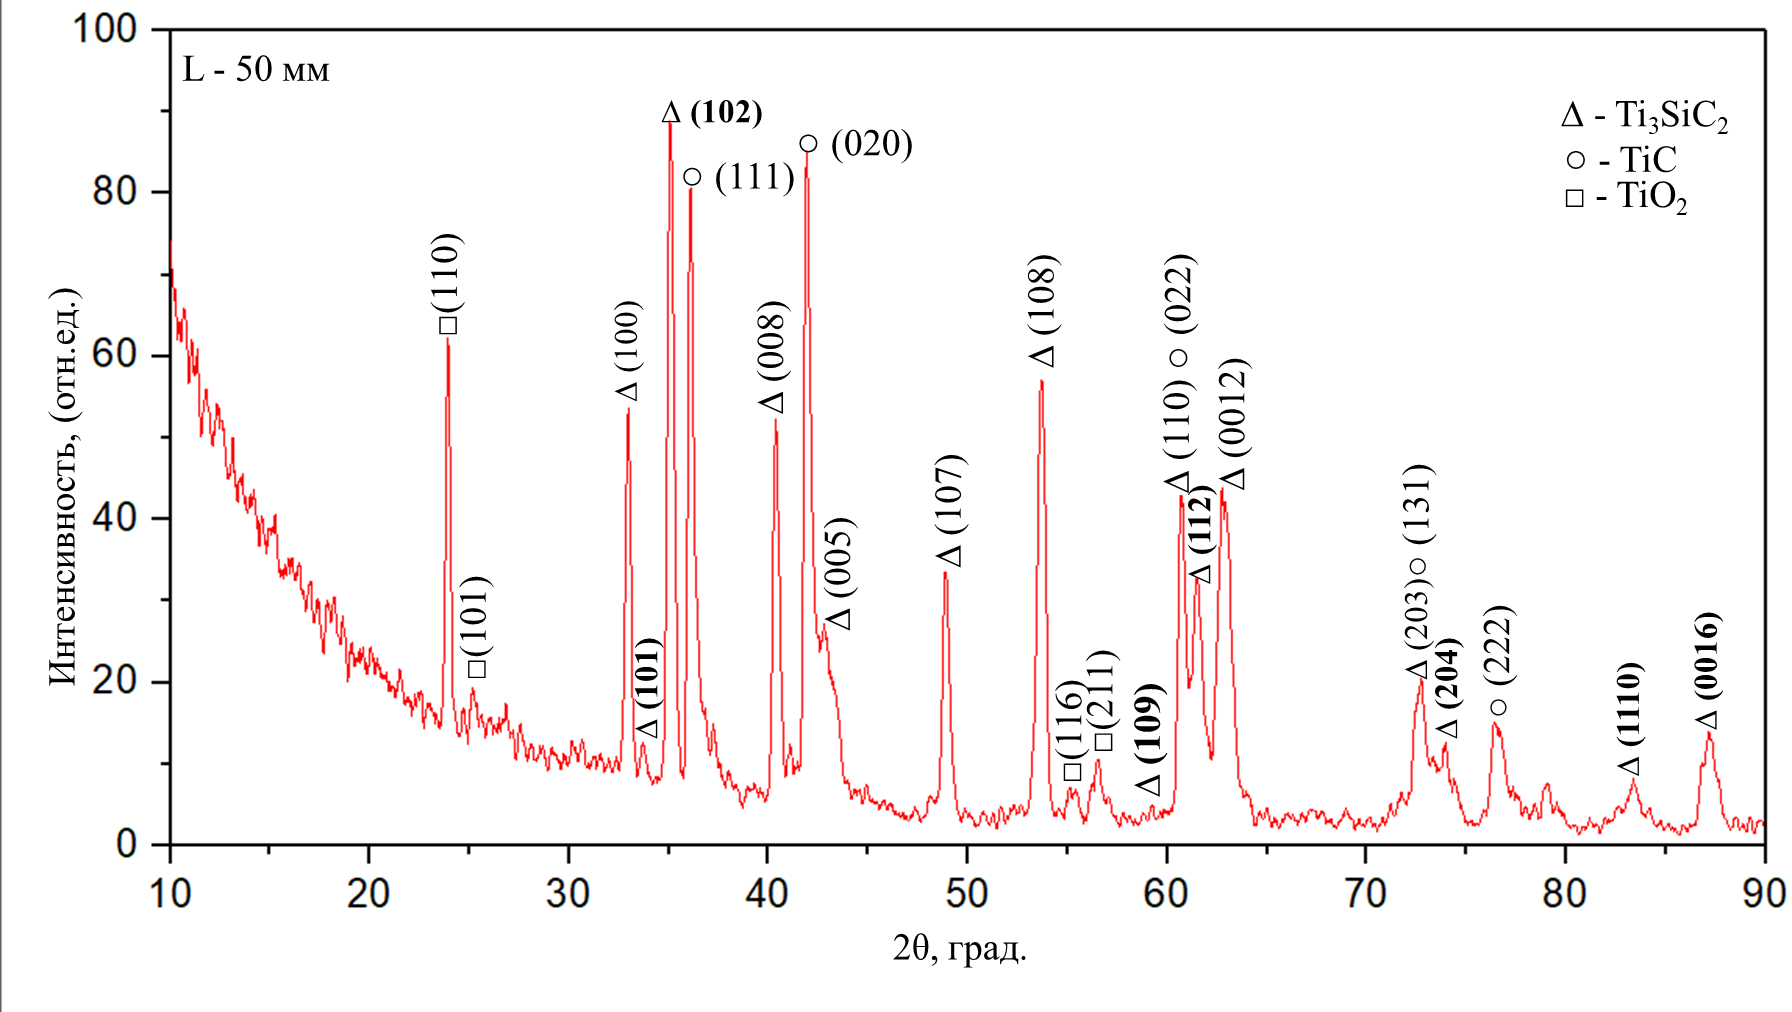 L - 50 мм
Δ - Ti₃SiC₂
○ - TiC
□ - TiO₂
Интенсивность, (отн.ед.)
100
80
60
40
20
0
□(110)
□(101)
Δ (100)
Δ (101)
Δ (102)
○ (111)
Δ (008)
○ (020)
Δ (005)
Δ (107)
Δ (108)
□(116)
□(211)
Δ (109)
Δ (110) ○ (022)
Δ (112)
Δ (0012)
Δ (203)○ (131)
Δ (204)
○ (222)
Δ (1110)
Δ (0016)
10 20 30 40 50 60 70 80 90
2θ, град.